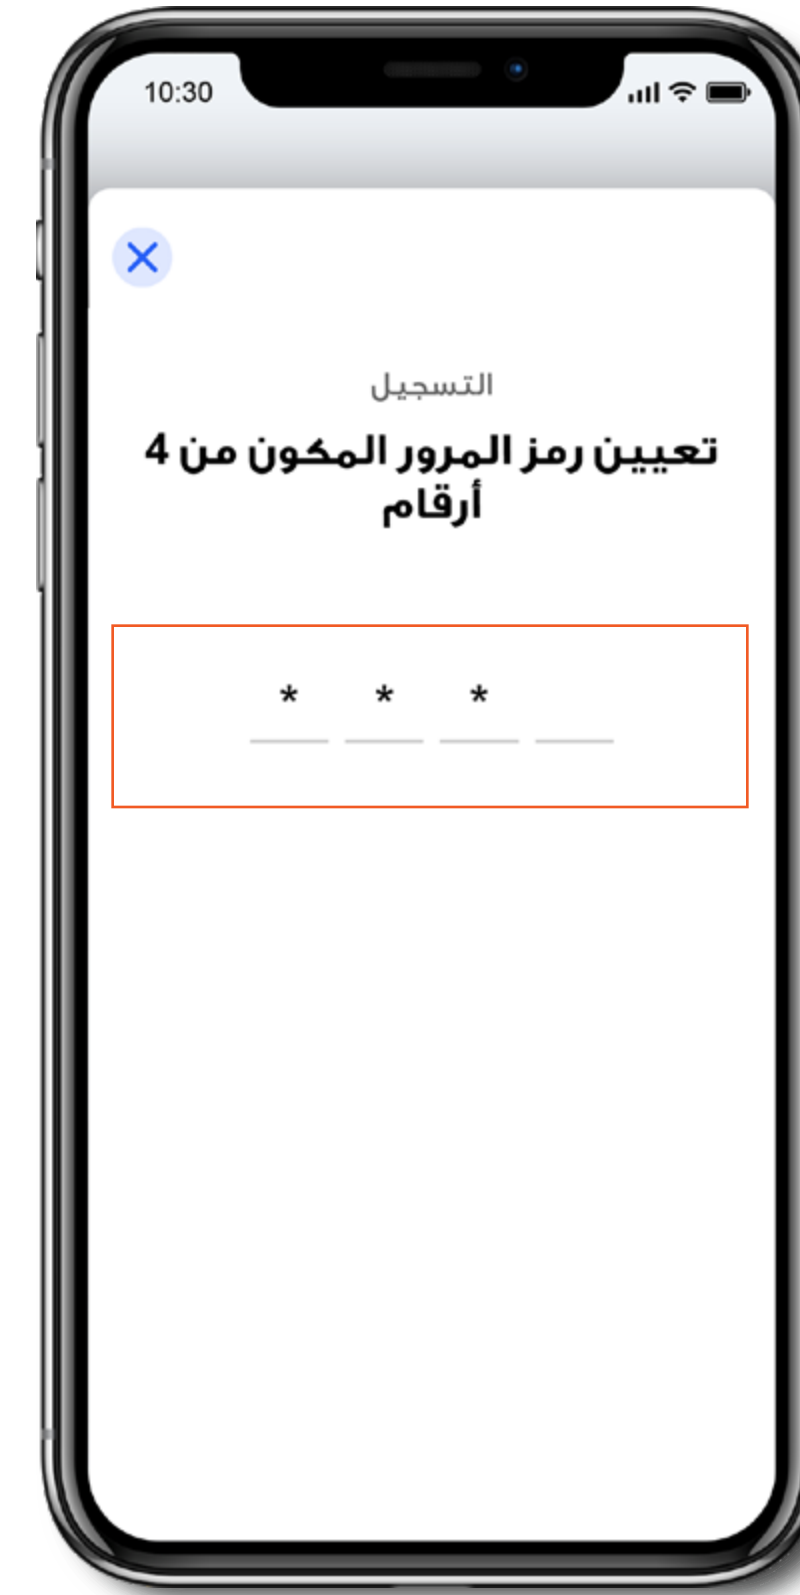 10:30
التسجيل
تعيين رمز المرور المكون من 4
أرقام
* * *